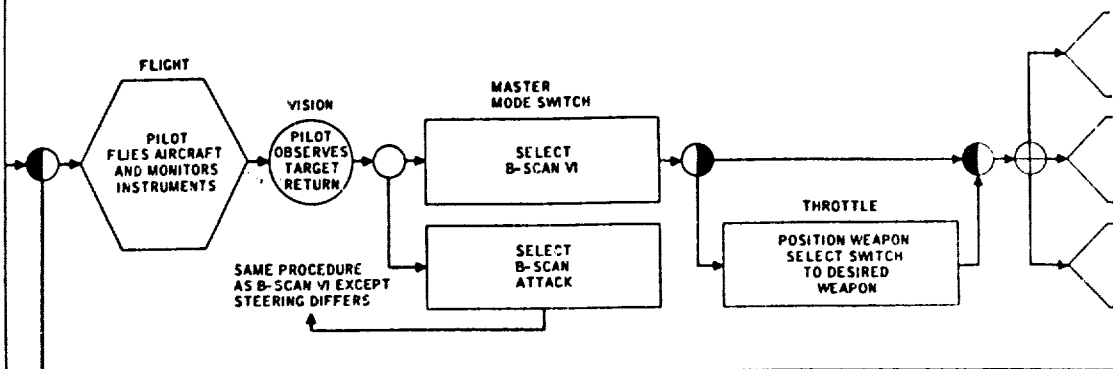 FLIGHT
PILOT
FLIES AIRCRAFT
AND MONITORS
INSTRUMENTS
VISION
PILOT
OBSERVES
TARGET
RETURN
MASTER
MODE SWITCH
SELECT
B-SCAN VI
SELECT
B-SCAN
ATTACK
SAME PROCEDURE
AS B-SCAN VI EXCEPT
STEERING DIFFERS
THROTTLE
POSITION WEAPON
SELECT SWITCH
TO DESIRED
WEAPON